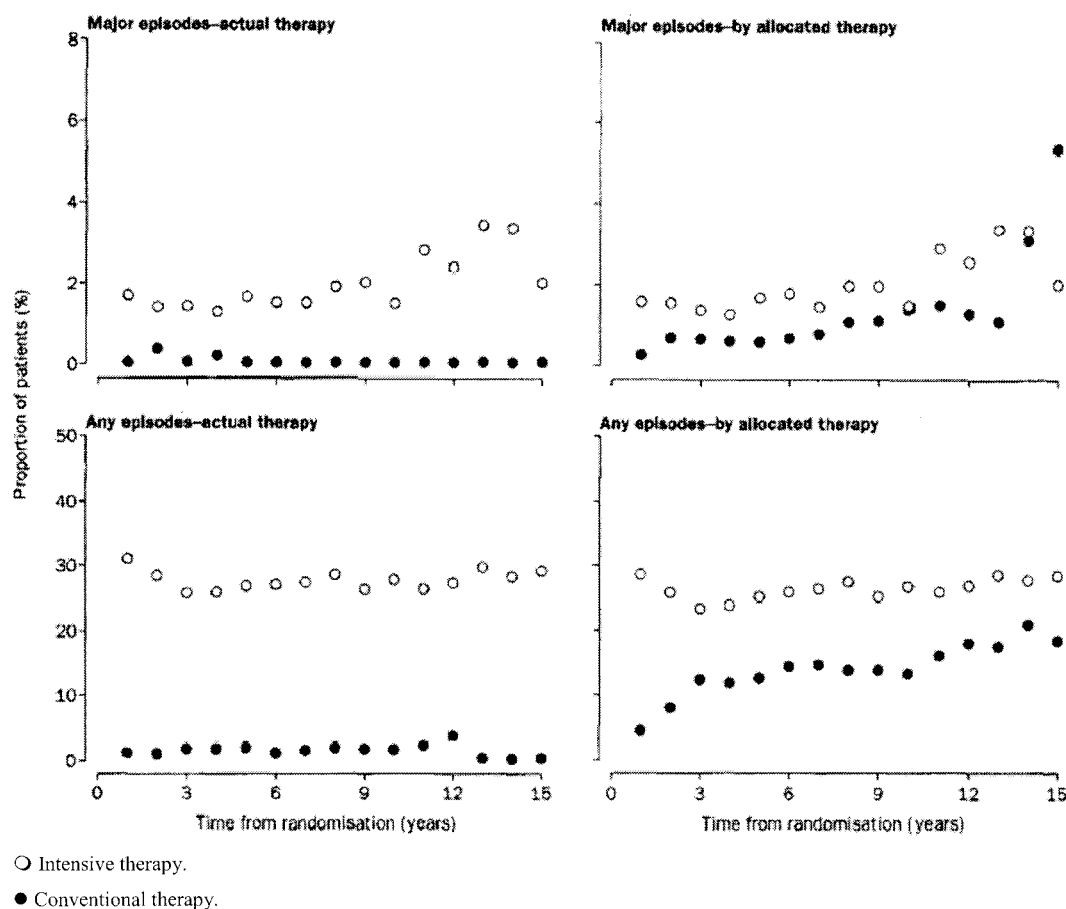 Major episodes–actual therapy
Major episodes–by allocated therapy
8
6
4
2
0
Proportion of patients (%)
Any episodes–actual therapy
Any episodes–by allocated therapy
50
40
30
20
10
0
0 3 6 9 12 15
0 3 6 9 12 15
Time from randomisation (years)
Time from randomisation (years)
○ Intensive therapy.
● Conventional therapy.